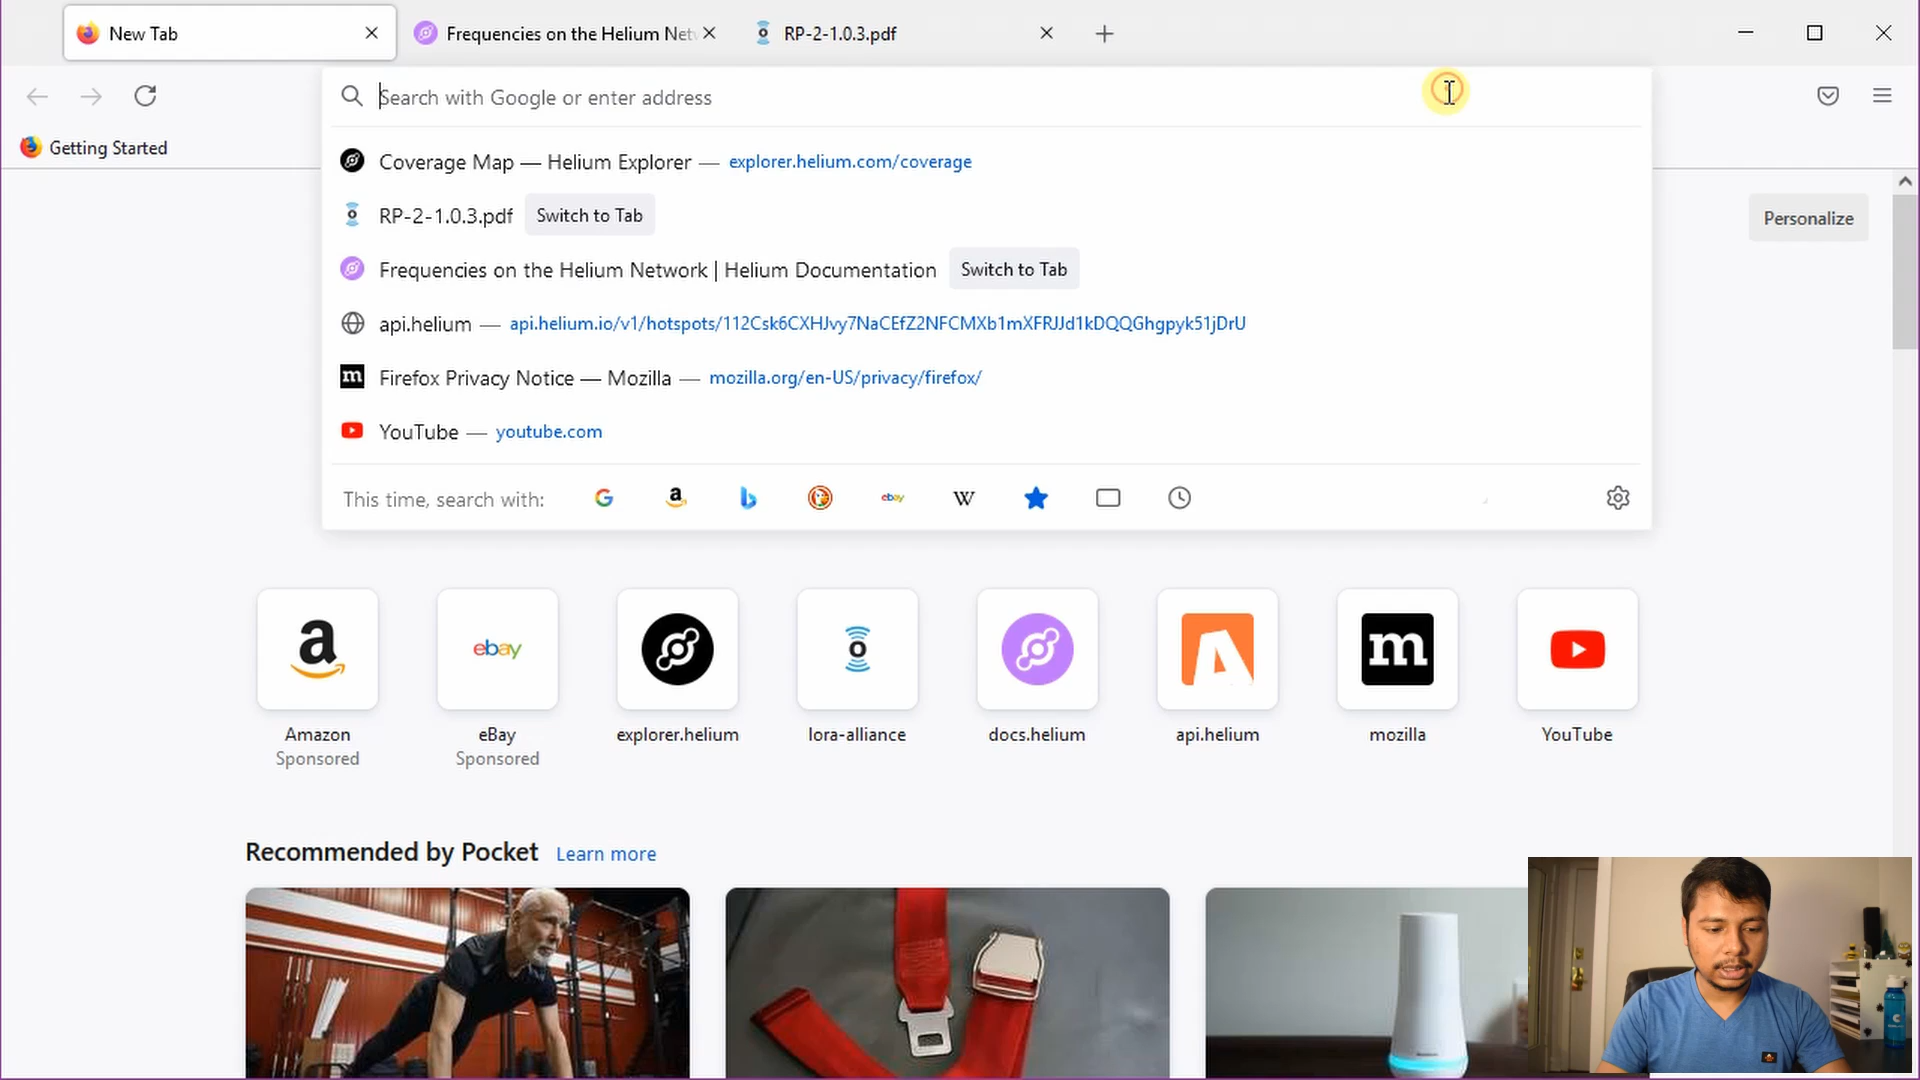 New Tab
Frequencies on the Helium Net
RP-2-1.0.3.pdf
Search with Google or enter address
Getting Started
Coverage Map — Helium Explorer — explorer.helium.com/coverage
RP-2-1.0.3.pdf Switch to Tab
Personalize
Frequencies on the Helium Network | Helium Documentation Switch to Tab
api.helium — api.helium.io/v1/hotspots/112Csk6CXHJvy7NaCEfZ2NFCMXb1mXFRJJd1kDQQGhgpyk51jDrU
Firefox Privacy Notice — Mozilla — mozilla.org/en-US/privacy/firefox/
YouTube — youtube.com
This time, search with:
Amazon
Sponsored
eBay
Sponsored
explorer.helium
lora-alliance
docs.helium
api.helium
mozilla
YouTube
Recommended by Pocket Learn more